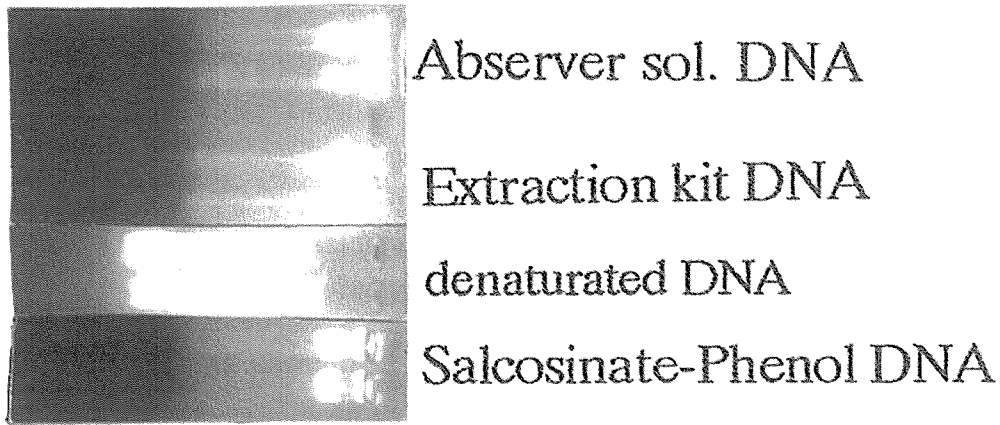 Abserver sol. DNA
Extraction kit DNA
denaturated DNA
Salcosinate-Phenol DNA